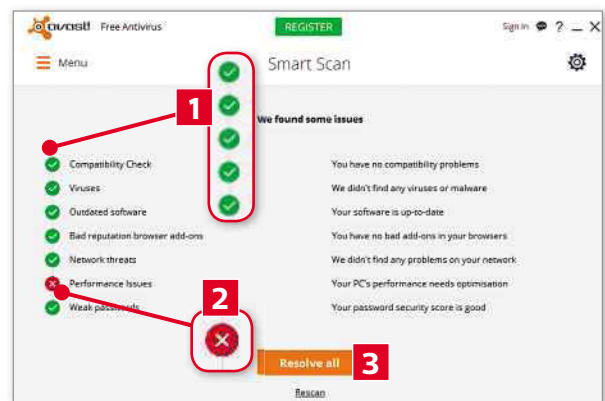 avast! Free Antivirus REGISTER Sign in ? _ X
Menu Smart Scan
1
We found some issues
Compatibility Check You have no compatibility problems
Viruses We didn't find any viruses or malware
Outdated software Your software is up-to-date
Bad reputation browser add-ons You have no bad add-ons in your browsers
Network threats We didn't find any problems on your network
Performance Issues Your PC's performance needs optimisation
2
Weak passwords Your password security score is good
Resolve all 3
Rescan